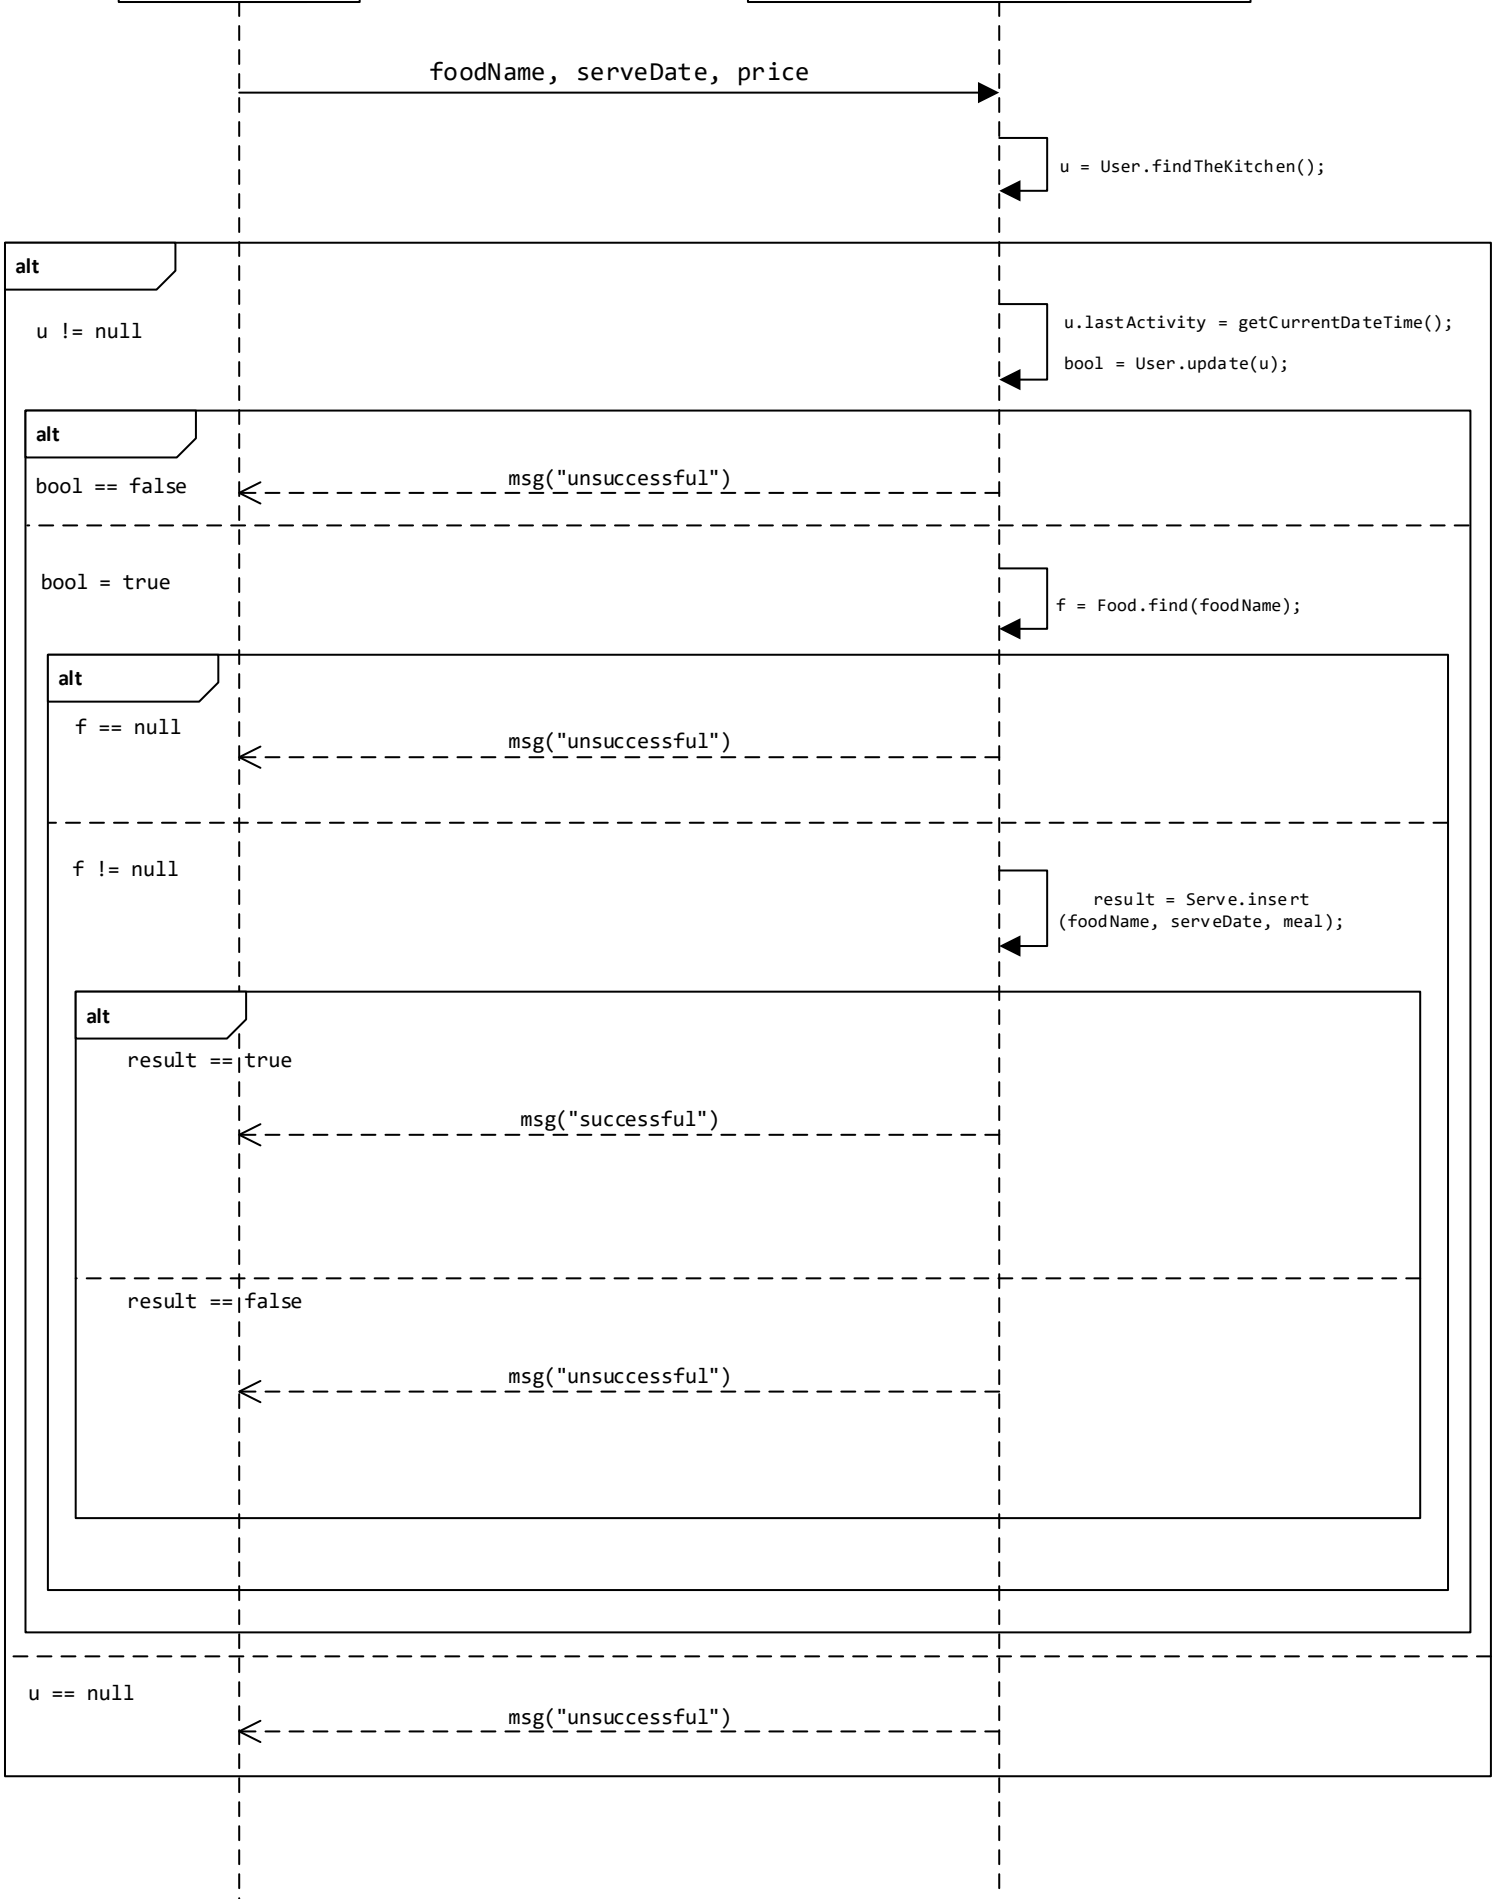 foodName, serveDate, price
u = User.findTheKitchen();
alt
u != null
u.lastActivity = getCurrentDateTime();
bool = User.update(u);
alt
bool == false
msg("unsuccessful")
bool = true
f = Food.find(foodName);
alt
f == null
msg("unsuccessful")
f != null
result = Serve.insert
(foodName, serveDate, meal);
alt
result == true
msg("successful")
result == false
msg("unsuccessful")
u == null
msg("unsuccessful")